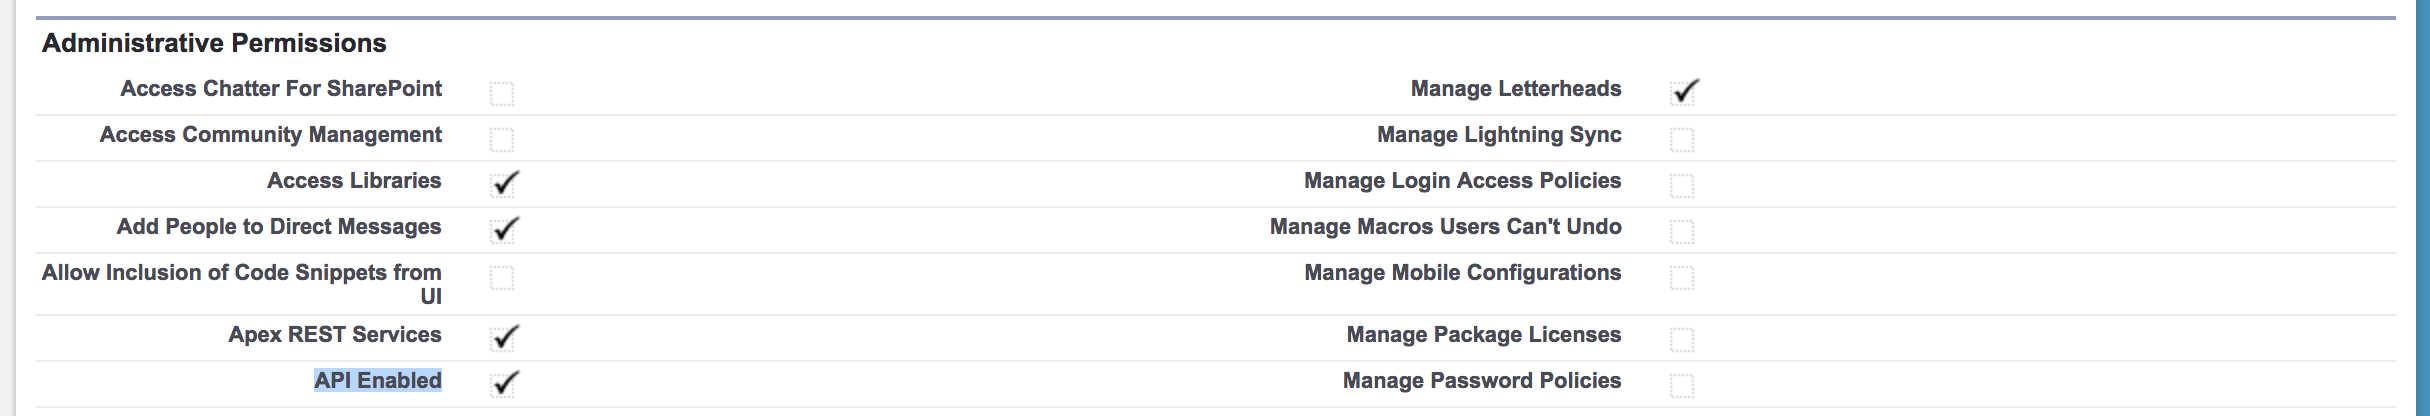 Administrative Permissions
Access Chatter For SharePoint
Manage Letterheads
Access Community Management
Manage Lightning Sync
Access Libraries
Manage Login Access Policies
Add People to Direct Messages
Manage Macros Users Can't Undo
Allow Inclusion of Code Snippets from
UI
Manage Mobile Configurations
Apex REST Services
Manage Package Licenses
API Enabled
Manage Password Policies